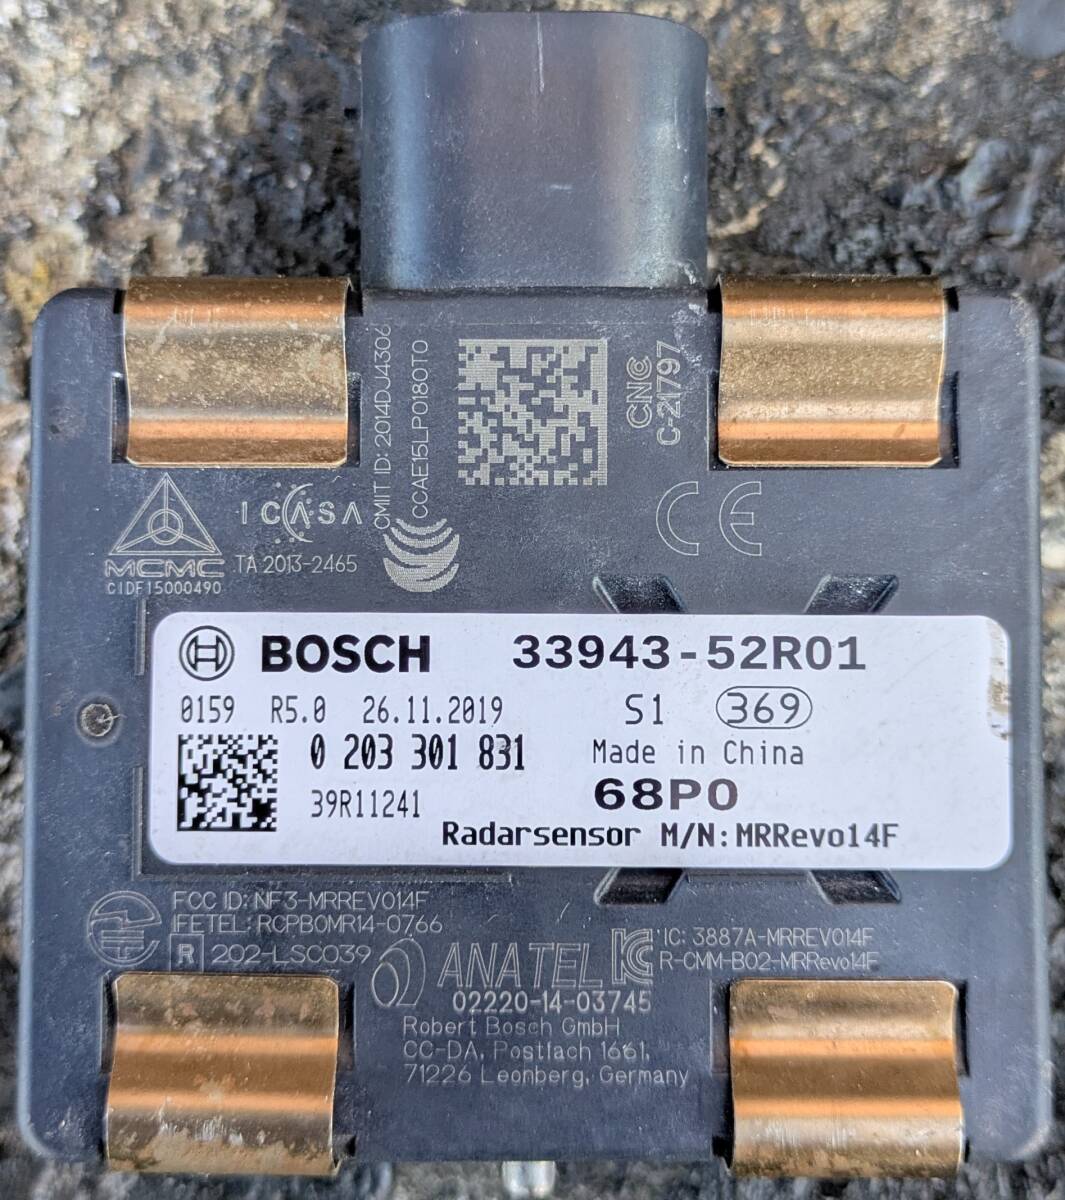 CMIIT ID: 2014DJ4306
CCAE15LP0180T0
CNC
C-21797
MCMC
CIDF15000490
ICASA
TA 2013-2465
CE
BOSCH 33943-52R01
0159 R5.0 26.11.2019 S1 369
0 203 301 831 Made in China
39R11241 68P0
Radarsensor M/N:MRRevo14F
FCC ID: NF3-MRREVO14F
IFETEL: RCPBOMR14-0766
R 202-LSC039
ANATEL
02220-14-03745
IC: 3887A-MRREVO14F
R-CMM-B02-MRRevo14F
Robert Bosch GmbH
CC-DA, Postfach 1661,
71226 Leonberg, Germany